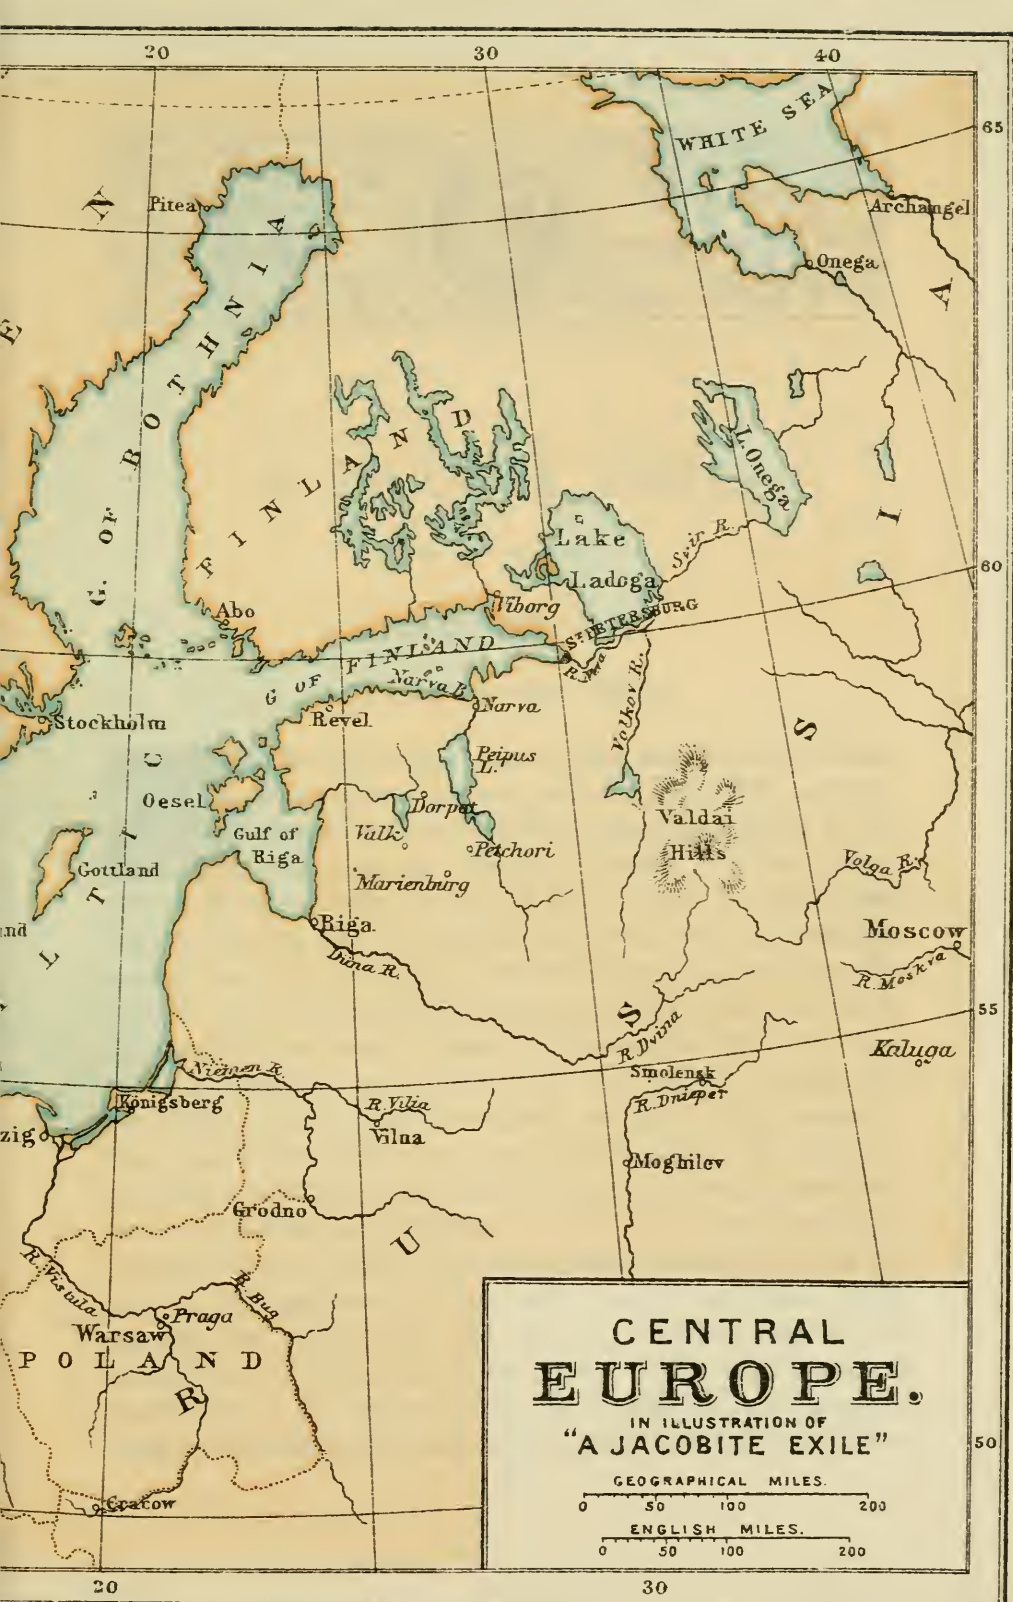 20
30
40
WHITE SEA
65
N
Pitea
Archangel
Onega
A
E
G. OF BOTHNIA
FINLAND
L. Onega
I
Lake
Ladoga
Svir R.
60
Abo
Viborg
ST. PETERSBURG
G OF FINLAND
Narva B.
R. Neva
Stockholm
Revel
Narva
Volkov R.
S
C
Peipus
L.
Oesel
Dorpat
Valdai
Hills
I
Gulf of
Riga
Valk
Petchori
Volga R.
Gottland
T
Marienburg
Riga
Moscow
L
Duna R.
R. Moskva
S
55
R. Dvina
Kaluga
Niemen R.
Smolensk
Königsberg
R. Vilia
R. Dnieper
zig
Vilna
Moghilev
Grodno
U
R. Vistula
R. Bug
Praga
Warsaw
POLAND
R
Cracow
CENTRAL
EUROPE.
IN ILLUSTRATION OF
"A JACOBITE EXILE"
50
GEOGRAPHICAL MILES.
0 50 100 200
ENGLISH MILES.
0 50 100 200
20
30